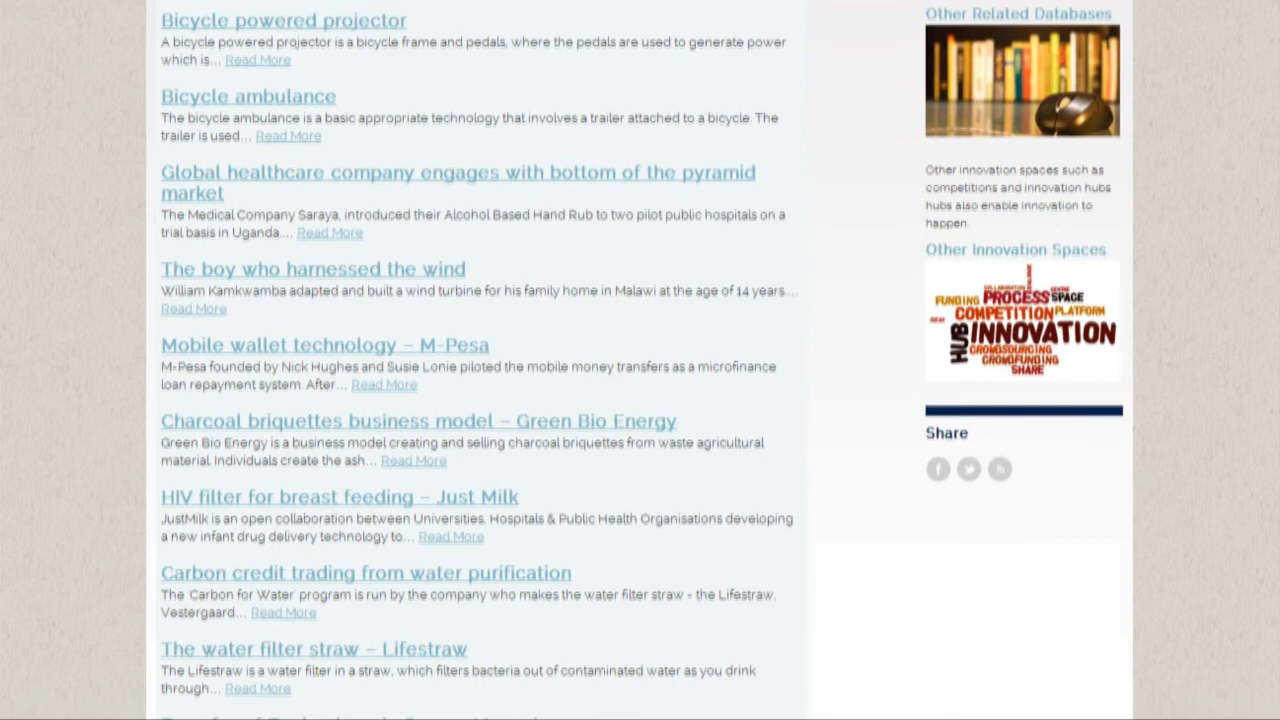 Bicycle powered projector
A bicycle powered projector is a bicycle frame and pedals, where the pedals are used to generate power
which is... Read More
Bicycle ambulance
The bicycle ambulance is a basic appropriate technology that involves a trailer attached to a bicycle. The
trailer is used... Read More
Global healthcare company engages with bottom of the pyramid
market
The Medical Company Saraya, introduced their Alcohol Based Hand Rub to two pilot public hospitals on a
trial basis in Uganda.... Read More
The boy who harnessed the wind
William Kamkwamba adapted and built a wind turbine for his family home in Malawi at the age of 14 years....
Read More
Mobile wallet technology – M-Pesa
M-Pesa founded by Nick Hughes and Susie Lonie piloted the mobile money transfers as a microfinance
loan repayment system. After... Read More
Charcoal briquettes business model – Green Bio Energy
Green Bio Energy is a business model creating and selling charcoal briquettes from waste agricultural
material. Individuals create the ash... Read More
HIV filter for breast feeding – Just Milk
JustMilk is an open collaboration between Universities, Hospitals & Public Health Organisations developing
a new infant drug delivery technology to... Read More
Carbon credit trading from water purification
The 'Carbon for Water' program is run by the company who makes the water filter straw - the Lifestraw,
Vestergaard... Read More
The water filter straw – Lifestraw
The Lifestraw is a water filter in a straw, which filters bacteria out of contaminated water as you drink
through... Read More
Other Related Databases
Other innovation spaces such as
competitions and innovation hubs
hubs also enable innovation to
happen.
Other Innovation Spaces
COLLABORATION
FUNDING PROCESS SPACE
COMPETITION PLATFORM
IDEAS
HUB INNOVATION
CROWDSOURCING
CROWDFUNDING
SHARE
Share